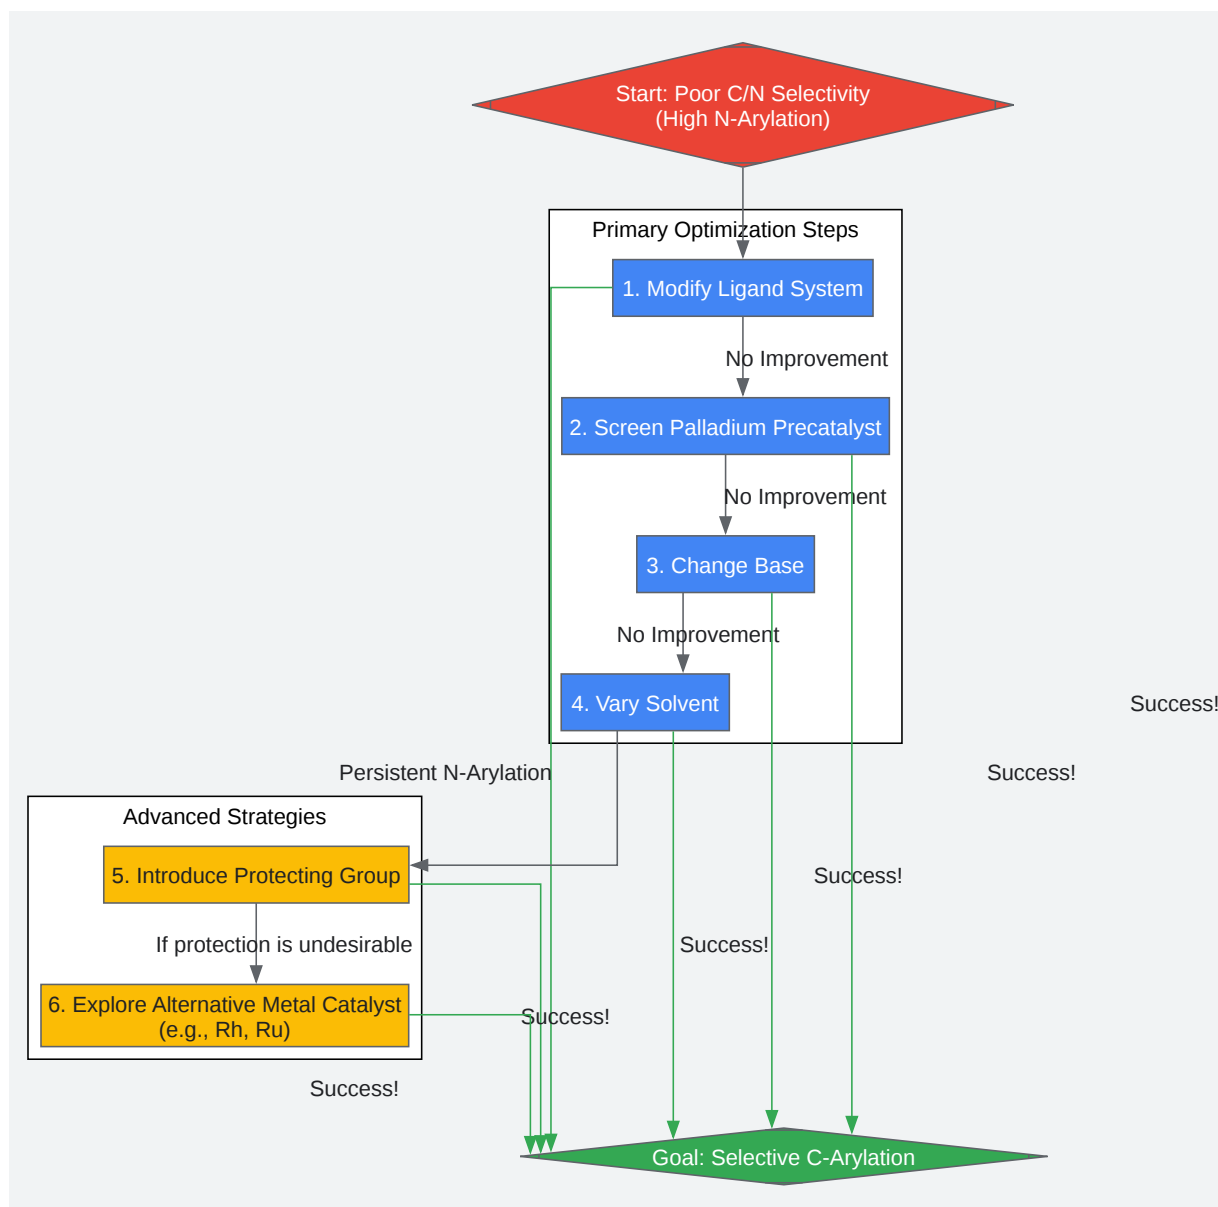 Start: Poor C/N Selectivity
(High N-Arylation)
Primary Optimization Steps
1. Modify Ligand System
No Improvement
2. Screen Palladium Precatalyst
No Improvement
3. Change Base
No Improvement
4. Vary Solvent
Success!
Persistent N-Arylation
Success!
Advanced Strategies
5. Introduce Protecting Group
Success!
If protection is undesirable
Success!
6. Explore Alternative Metal Catalyst
(e.g., Rh, Ru)
Success!
Success!
Goal: Selective C-Arylation